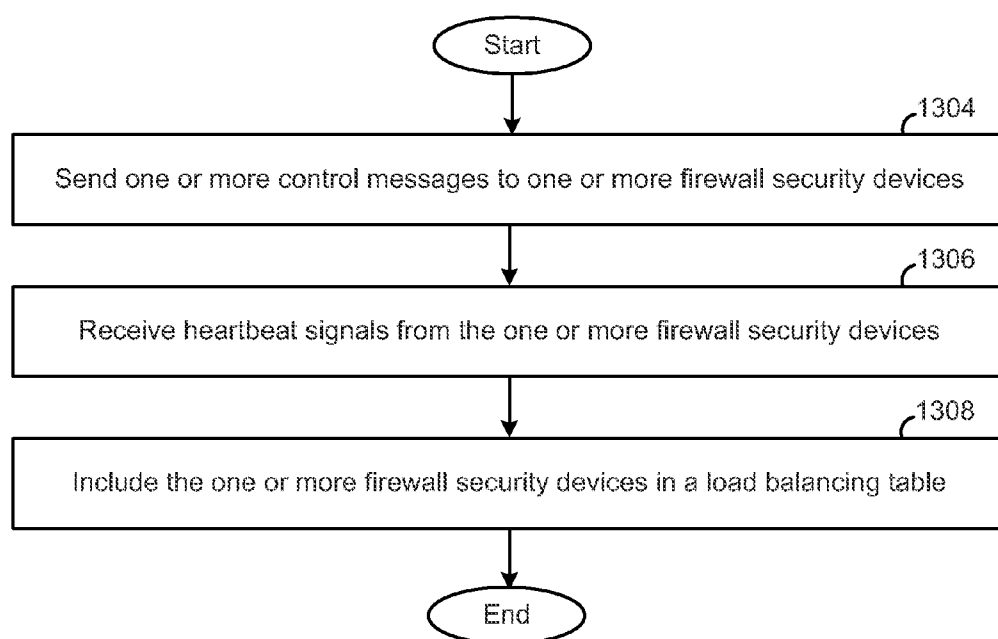 Start
1304
Send one or more control messages to one or more firewall security devices
1306
Receive heartbeat signals from the one or more firewall security devices
1308
Include the one or more firewall security devices in a load balancing table
End